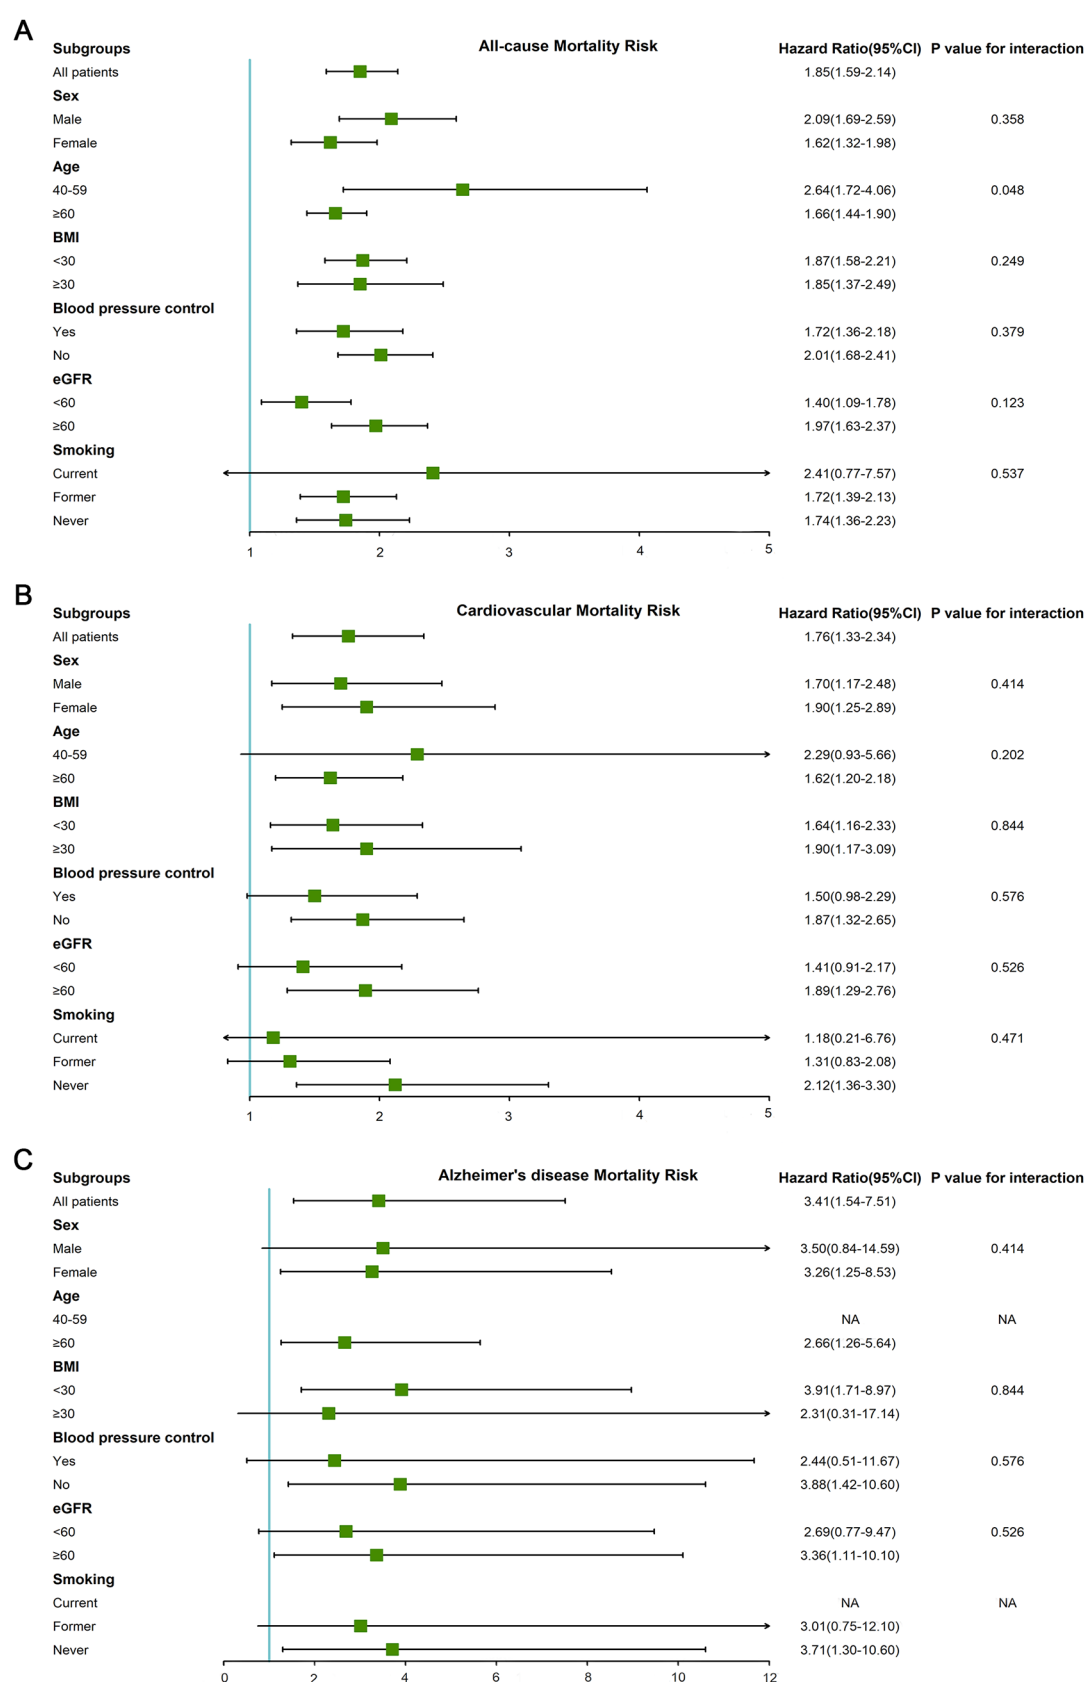 A
Subgroups All-cause Mortality Risk Hazard Ratio(95%CI) P value for interaction
All patients 1.85(1.59-2.14)
Sex
Male 2.09(1.69-2.59) 0.358
Female 1.62(1.32-1.98)
Age
40-59 2.64(1.72-4.06) 0.048
≥60 1.66(1.44-1.90)
BMI
<30 1.87(1.58-2.21) 0.249
≥30 1.85(1.37-2.49)
Blood pressure control
Yes 1.72(1.36-2.18) 0.379
No 2.01(1.68-2.41)
eGFR
<60 1.40(1.09-1.78) 0.123
≥60 1.97(1.63-2.37)
Smoking
Current 2.41(0.77-7.57) 0.537
Former 1.72(1.39-2.13)
Never 1.74(1.36-2.23)
1 2 3 4 5
B
Subgroups Cardiovascular Mortality Risk Hazard Ratio(95%CI) P value for interaction
All patients 1.76(1.33-2.34)
Sex
Male 1.70(1.17-2.48) 0.414
Female 1.90(1.25-2.89)
Age
40-59 2.29(0.93-5.66) 0.202
≥60 1.62(1.20-2.18)
BMI
<30 1.64(1.16-2.33) 0.844
≥30 1.90(1.17-3.09)
Blood pressure control
Yes 1.50(0.98-2.29) 0.576
No 1.87(1.32-2.65)
eGFR
<60 1.41(0.91-2.17) 0.526
≥60 1.89(1.29-2.76)
Smoking
Current 1.18(0.21-6.76) 0.471
Former 1.31(0.83-2.08)
Never 2.12(1.36-3.30)
1 2 3 4 5
C
Subgroups Alzheimer's disease Mortality Risk Hazard Ratio(95%CI) P value for interaction
All patients 3.41(1.54-7.51)
Sex
Male 3.50(0.84-14.59) 0.414
Female 3.26(1.25-8.53)
Age
40-59 NA NA
≥60 2.66(1.26-5.64)
BMI
<30 3.91(1.71-8.97) 0.844
≥30 2.31(0.31-17.14)
Blood pressure control
Yes 2.44(0.51-11.67) 0.576
No 3.88(1.42-10.60)
eGFR
<60 2.69(0.77-9.47) 0.526
≥60 3.36(1.11-10.10)
Smoking
Current NA NA
Former 3.01(0.75-12.10)
Never 3.71(1.30-10.60)
0 2 4 6 8 10 12